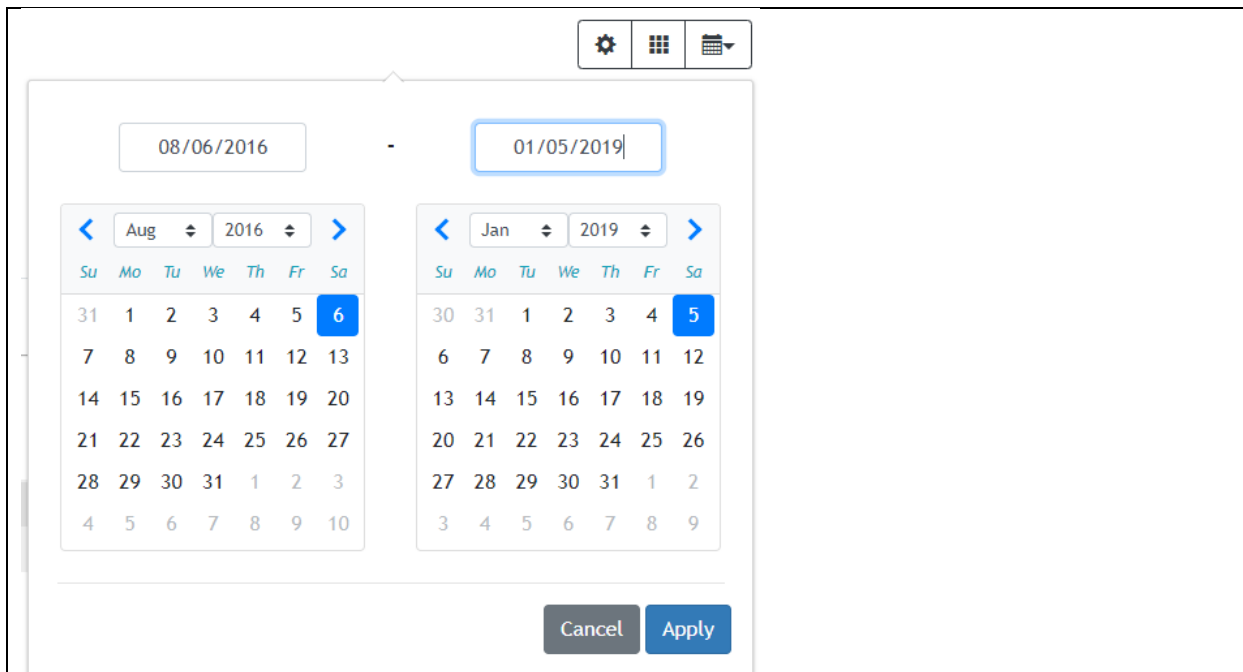 08/06/2016 - 01/05/2019
Aug 2016
Su Mo Tu We Th Fr Sa
31 1 2 3 4 5 6
7 8 9 10 11 12 13
14 15 16 17 18 19 20
21 22 23 24 25 26 27
28 29 30 31 1 2 3
4 5 6 7 8 9 10
Jan 2019
Su Mo Tu We Th Fr Sa
30 31 1 2 3 4 5
6 7 8 9 10 11 12
13 14 15 16 17 18 19
20 21 22 23 24 25 26
27 28 29 30 31 1 2
3 4 5 6 7 8 9
Cancel Apply